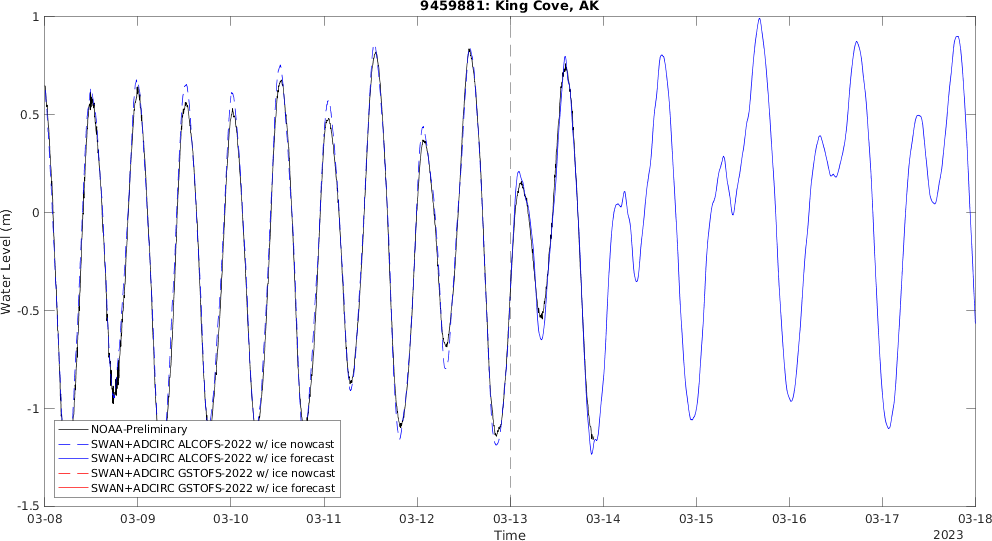 9459881: King Cove, AK
1
0.5
0
-0.5
-1
-1.5
Water Level (m)
NOAA-Preliminary
SWAN+ADCIRC ALCOFS-2022 w/ ice nowcast
SWAN+ADCIRC ALCOFS-2022 w/ ice forecast
SWAN+ADCIRC GSTOFS-2022 w/ ice nowcast
SWAN+ADCIRC GSTOFS-2022 w/ ice forecast
03-08 03-09 03-10 03-11 03-12 03-13 03-14 03-15 03-16 03-17 03-18
Time
2023